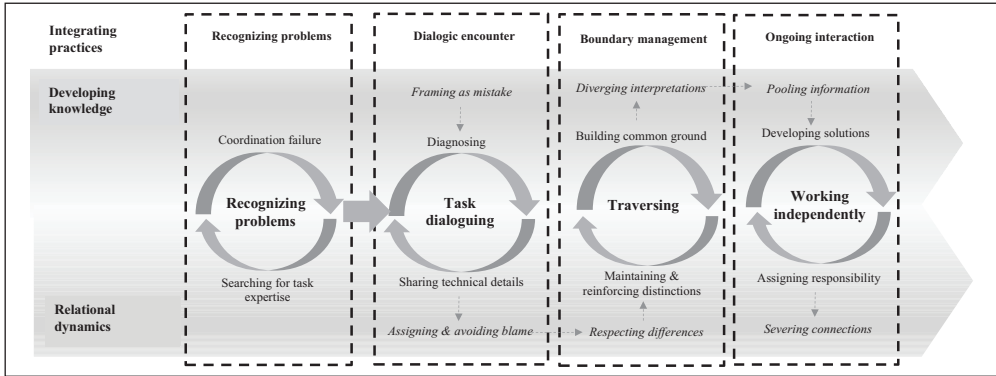 Integrating
practices
Recognizing problems
Dialogic encounter
Boundary management
Ongoing interaction
Developing
knowledge
Framing as mistake
Diverging interpretations
Pooling information
Coordination failure
Diagnosing
Building common ground
Developing solutions
Recognizing
problems
Task
dialoguing
Traversing
Working
independently
Searching for task
expertise
Sharing technical details
Maintaining &
reinforcing distinctions
Assigning responsibility
Relational
dynamics
Assigning & avoiding blame
Respecting differences
Severing connections